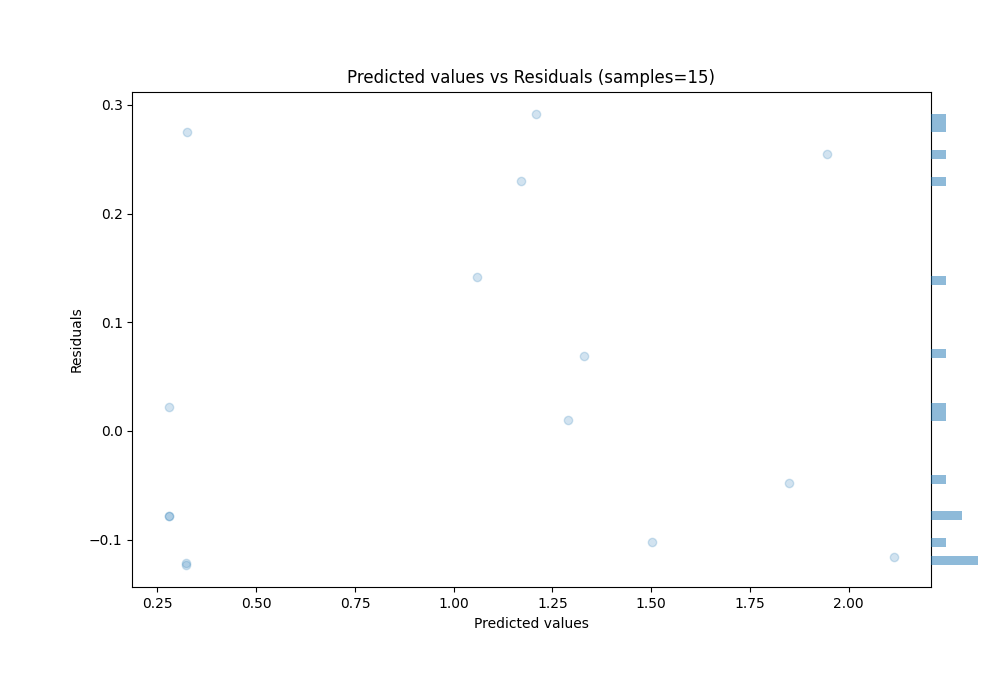 Predicted values vs Residuals (samples=15)
0.3
0.2
0.1
0.0
−0.1
Residuals
0.25 0.50 0.75 1.00 1.25 1.50 1.75 2.00
Predicted values